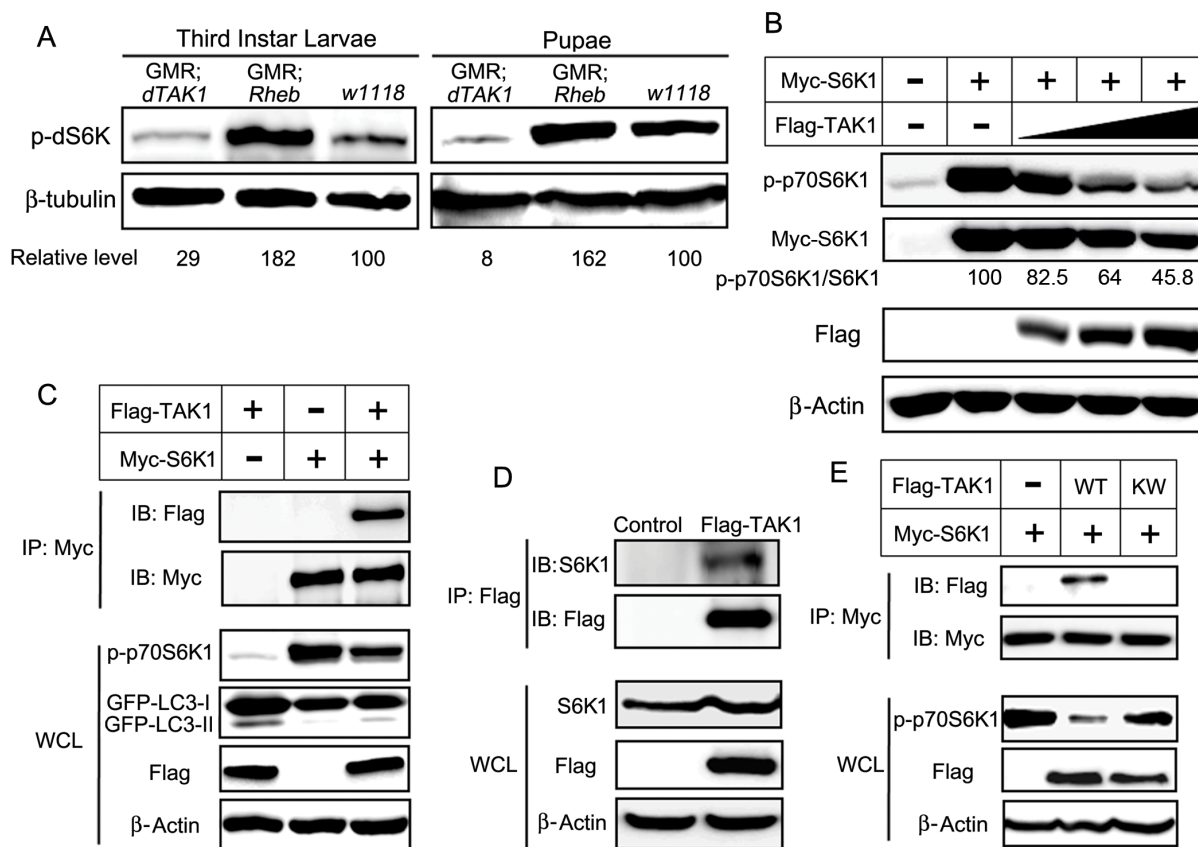 A
Third Instar Larvae
Pupae
GMR; dTAK1
GMR; Rheb
w1118
GMR; dTAK1
GMR; Rheb
w1118
p-dS6K
β-tubulin
Relative level 29 182 100 8 162 100
B
Myc-S6K1 - + + + +
Flag-TAK1 - -
p-p70S6K1
Myc-S6K1
p-p70S6K1/S6K1 100 82.5 64 45.8
Flag
β-Actin
C
Flag-TAK1 + - +
Myc-S6K1 - + +
IP: Myc
IB: Flag
IB: Myc
WCL
p-p70S6K1
GFP-LC3-I
GFP-LC3-II
Flag
β-Actin
D
Control Flag-TAK1
IP: Flag
IB:S6K1
IB: Flag
WCL
S6K1
Flag
β-Actin
E
Flag-TAK1 - WT KW
Myc-S6K1 + + +
IP: Myc
IB: Flag
IB: Myc
WCL
p-p70S6K1
Flag
β-Actin